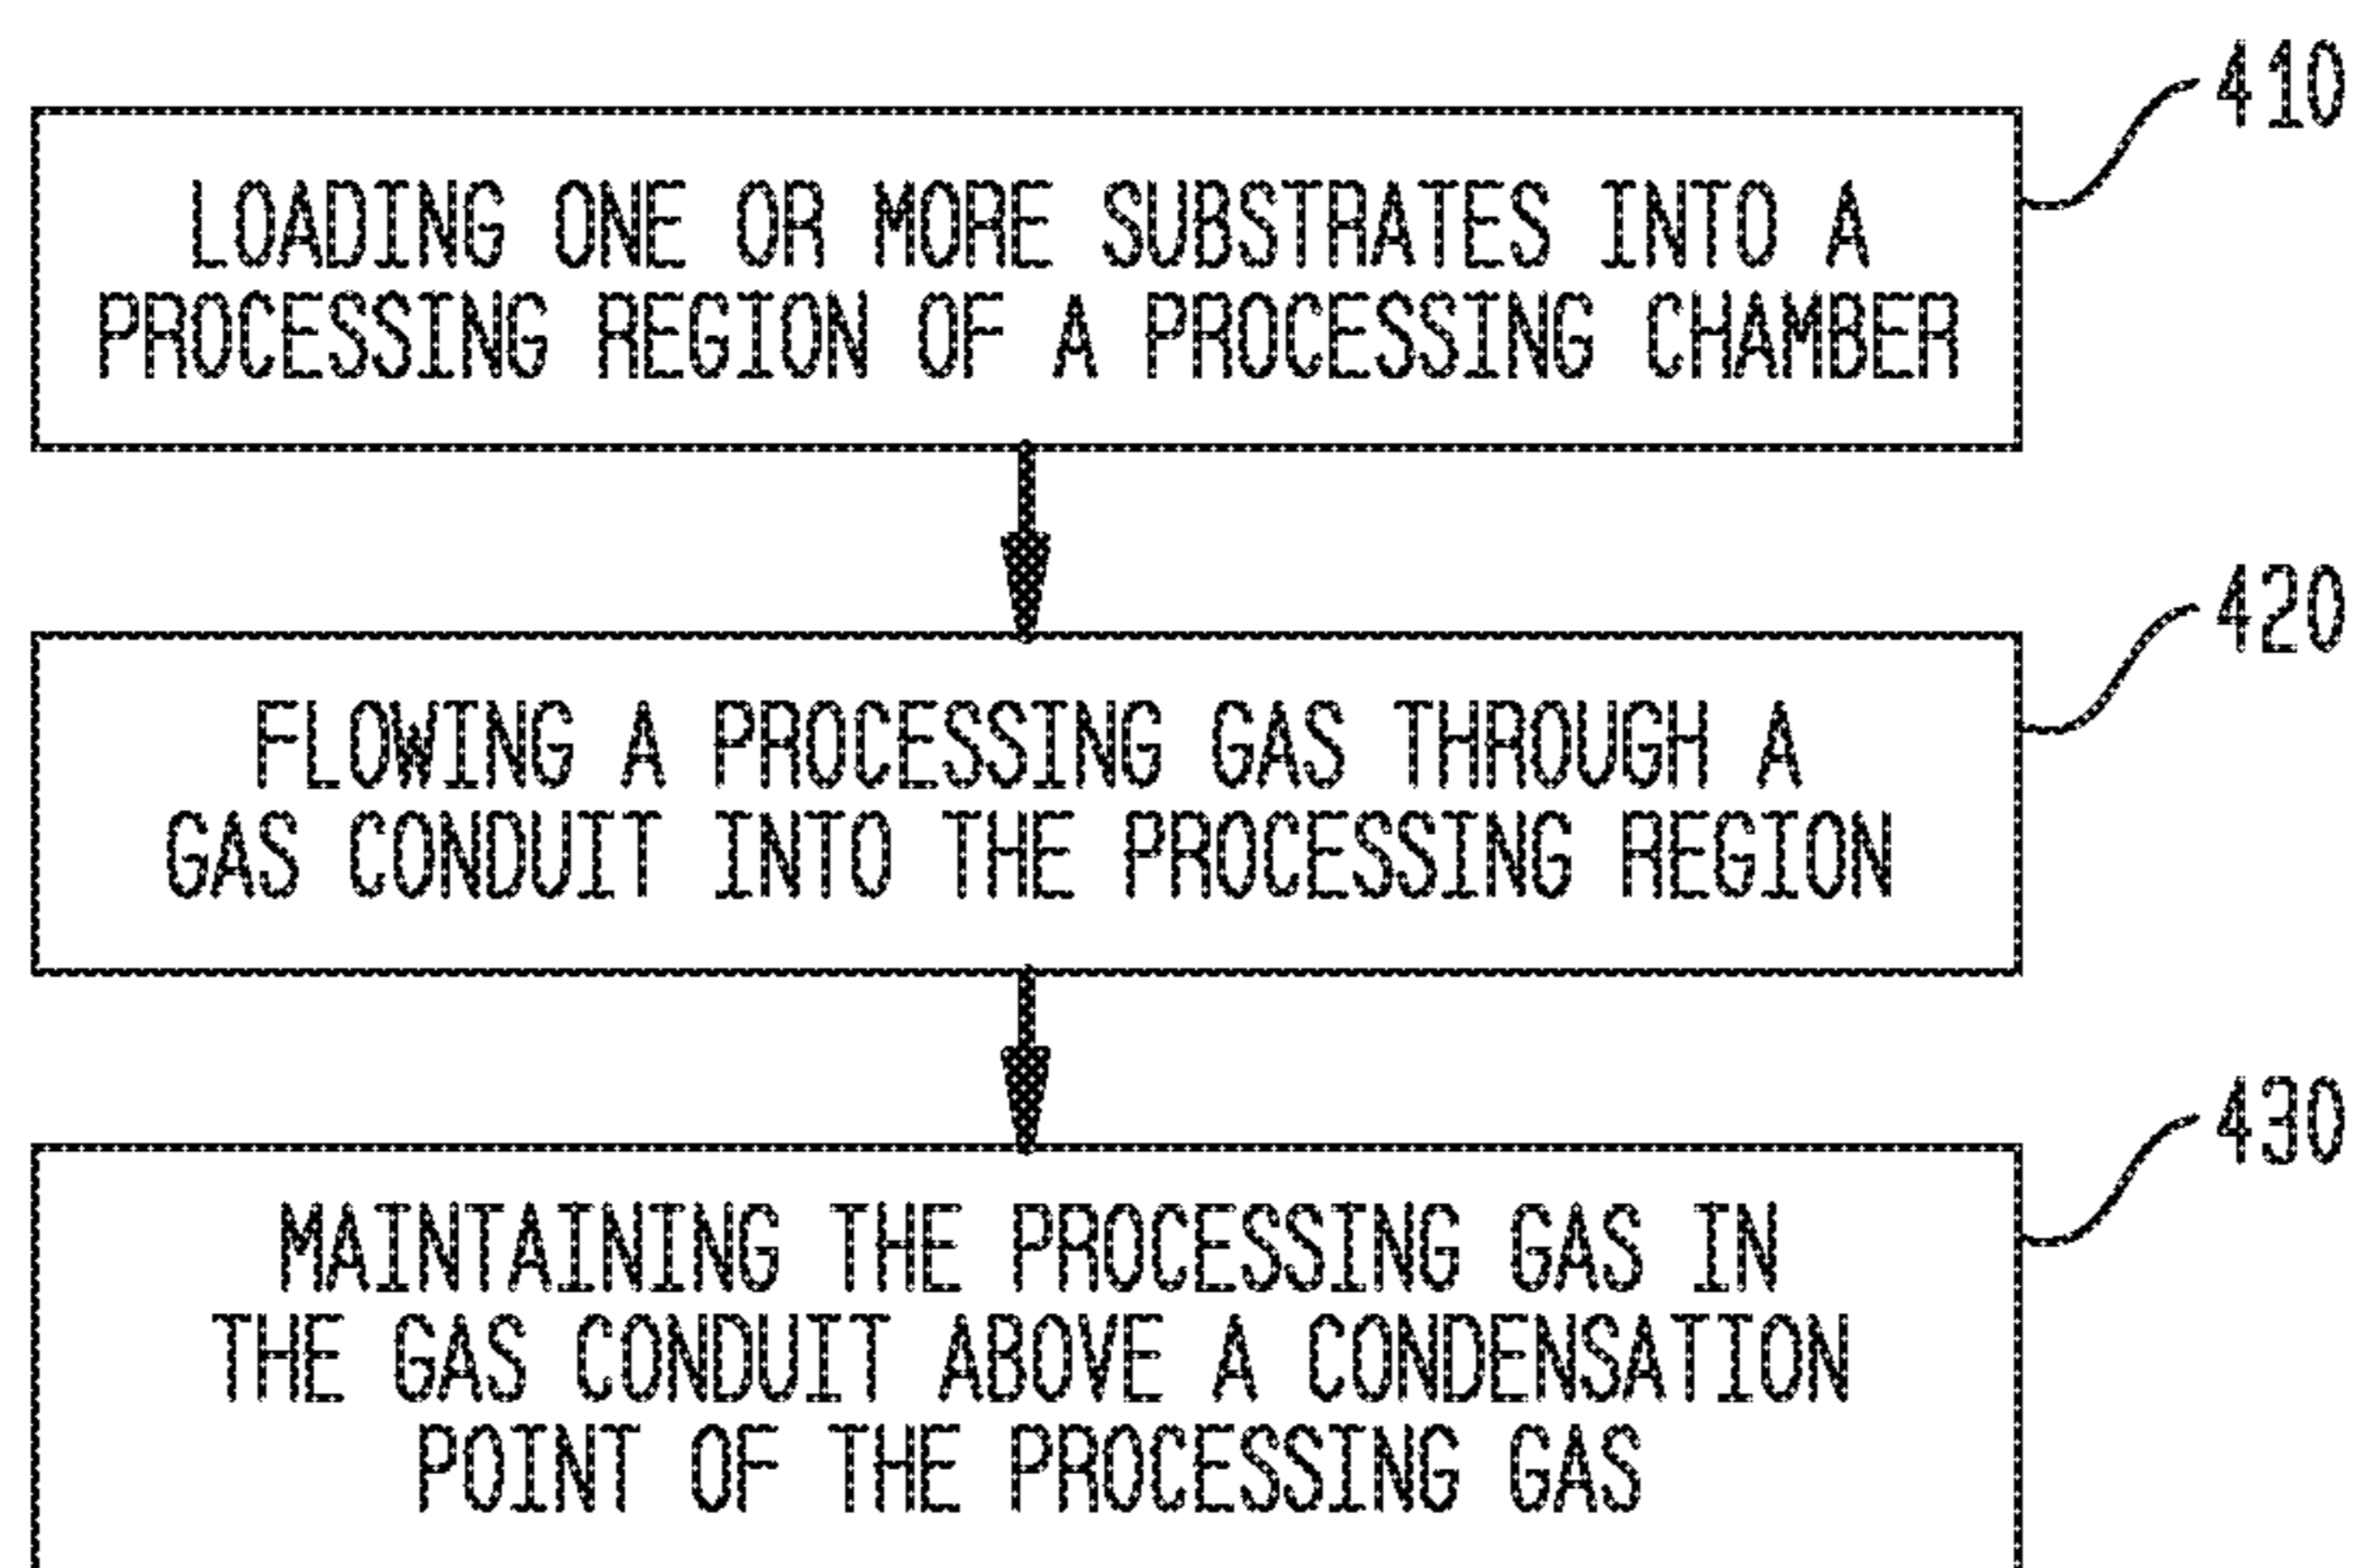 410
LOADING ONE OR MORE SUBSTRATES INTO A
PROCESSING REGION OF A PROCESSING CHAMBER
420
FLOWING A PROCESSING GAS THROUGH A
GAS CONDUIT INTO THE PROCESSING REGION
430
MAINTAINING THE PROCESSING GAS IN
THE GAS CONDUIT ABOVE A CONDENSATION
POINT OF THE PROCESSING GAS